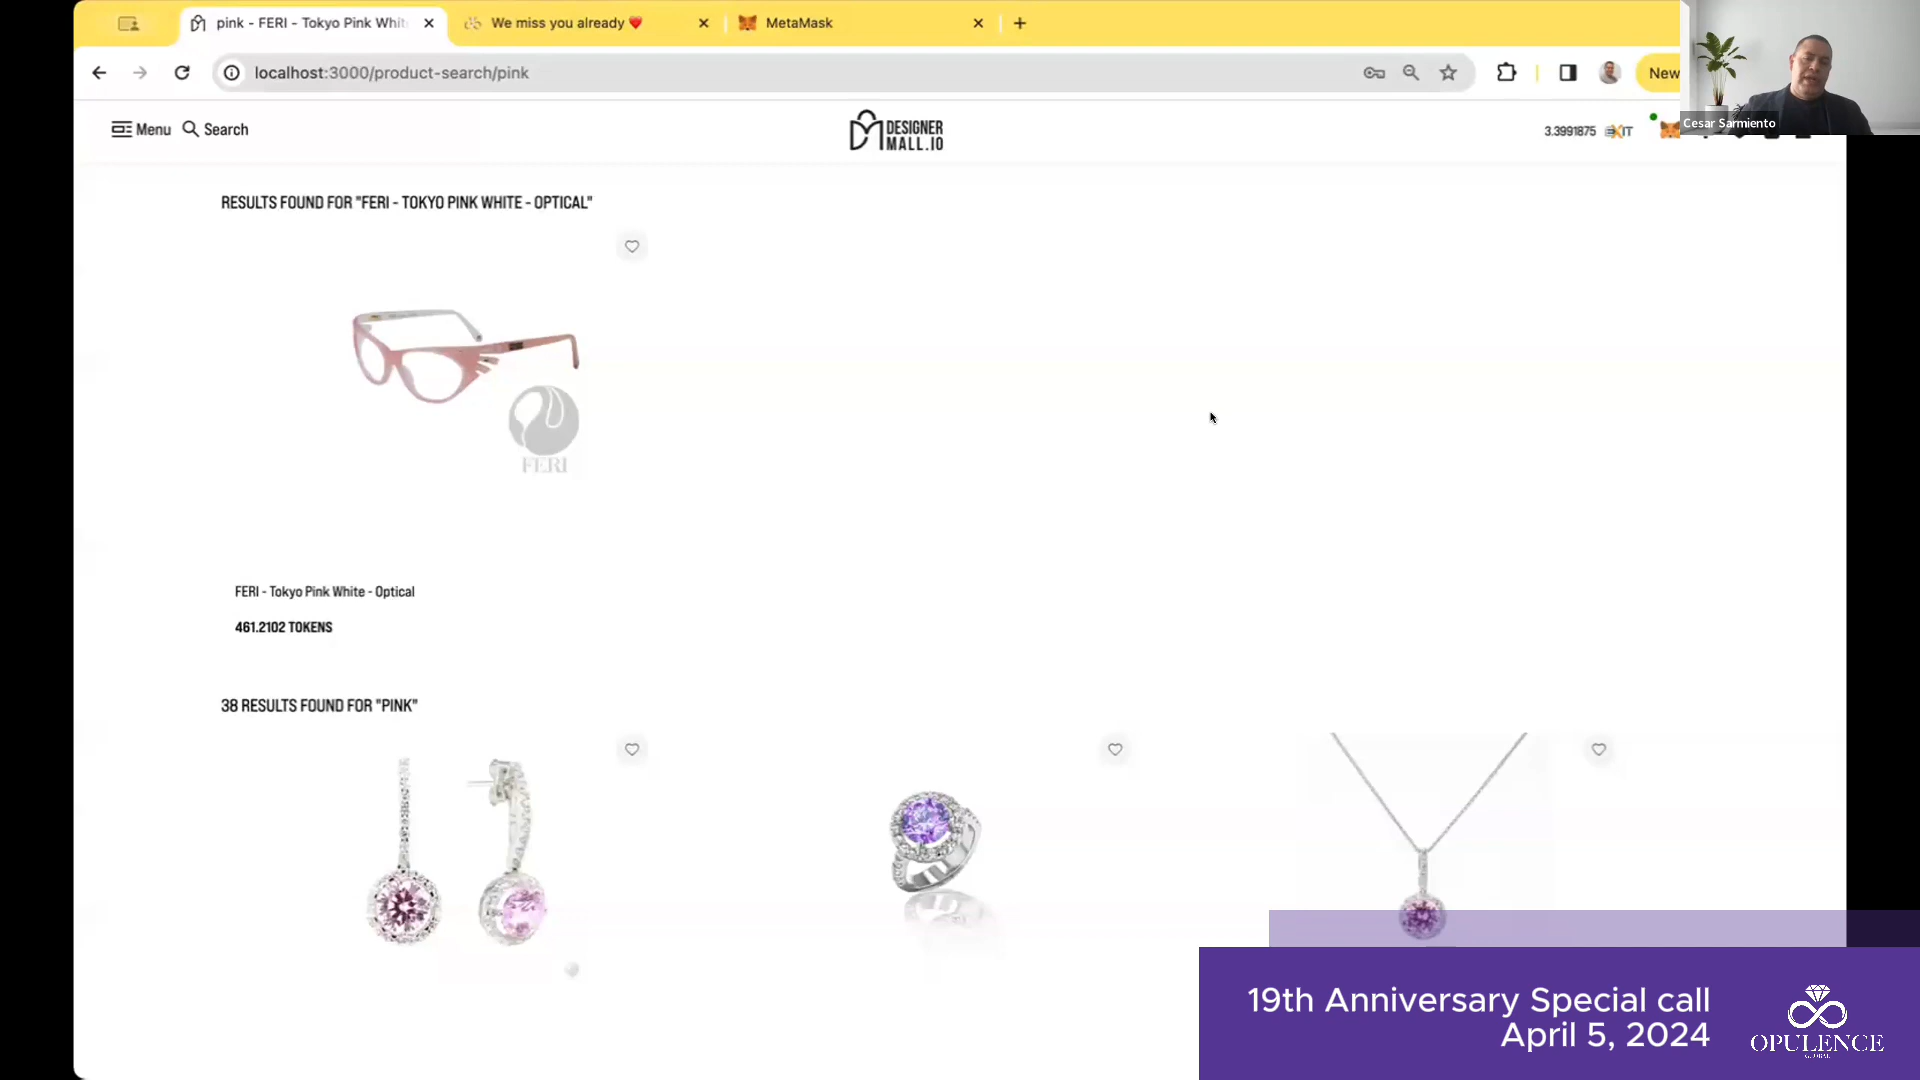 pink - FERI - Tokyo Pink Whit
We miss you already ❤️
MetaMask
localhost:3000/product-search/pink
New
Cesar Sarmiento
Menu
Search
DESIGNER
MALL.IO
3.3991875
EXIT
RESULTS FOUND FOR "FERI - TOKYO PINK WHITE - OPTICAL"
FERI
FERI - Tokyo Pink White - Optical
461.2102 TOKENS
38 RESULTS FOUND FOR "PINK"
19th Anniversary Special call
April 5, 2024
OPULENCE
GLOBAL